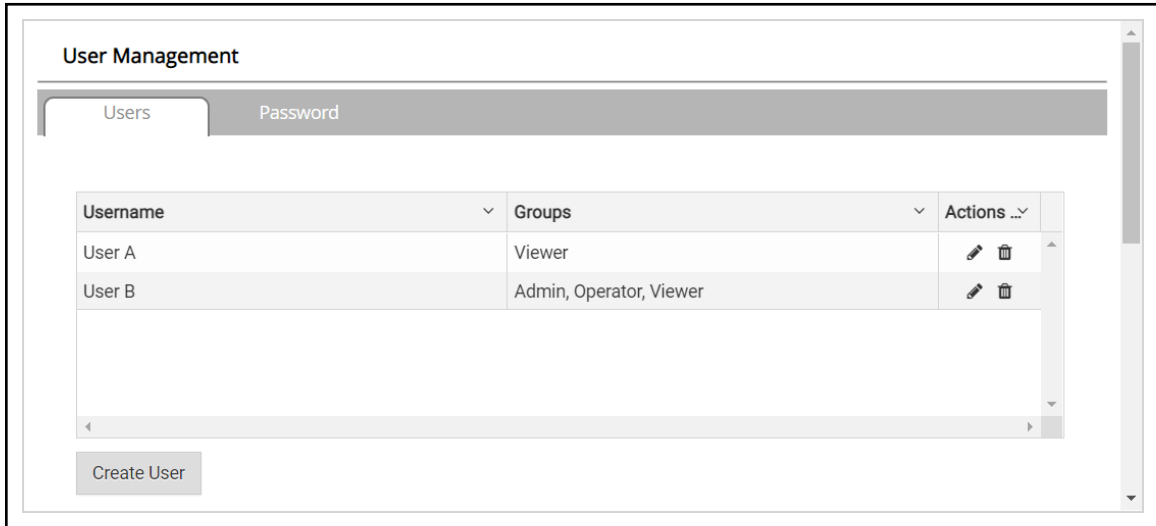 User Management
Users Password
Username Groups Actions ...
User A Viewer
User B Admin, Operator, Viewer
Create User